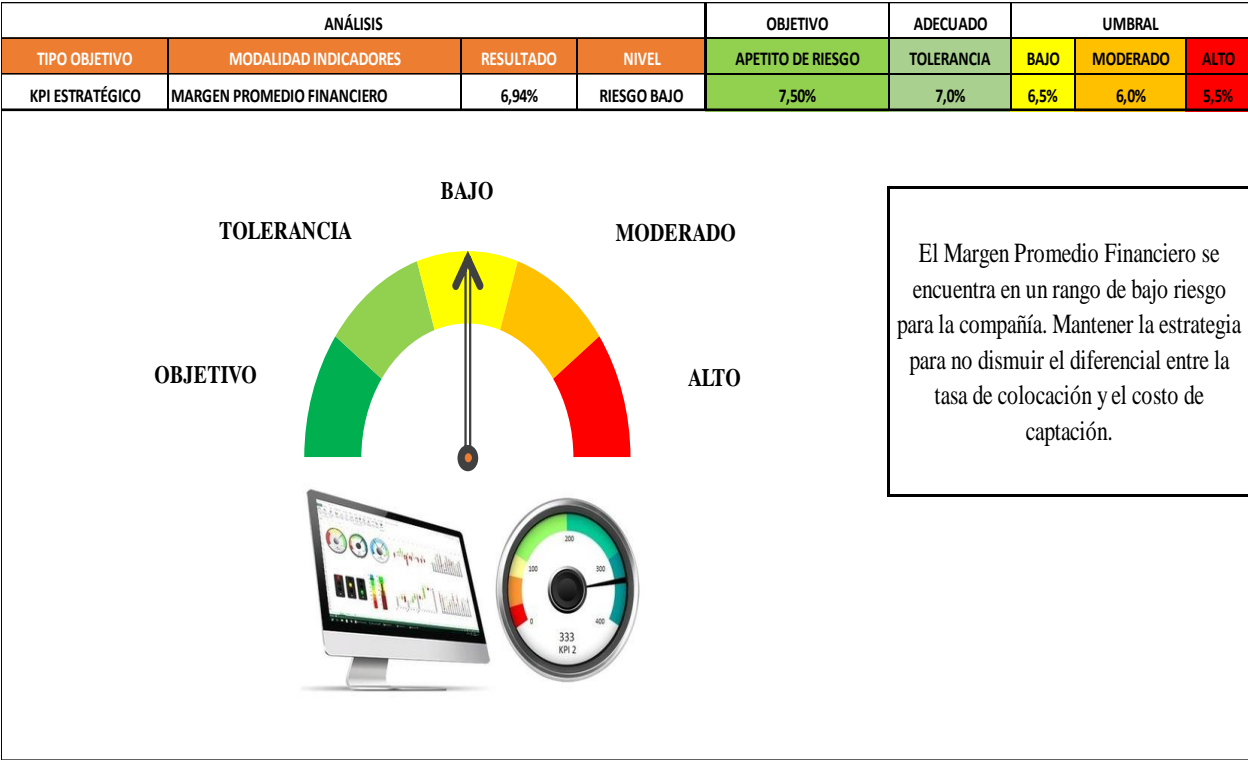 ANÁLISIS OBJETIVO ADECUADO UMBRAL
TIPO OBJETIVO MODALIDAD INDICADORES RESULTADO NIVEL APETITO DE RIESGO TOLERANCIA BAJO MODERADO ALTO
KPI ESTRATÉGICO MARGEN PROMEDIO FINANCIERO 6,94% RIESGO BAJO 7,50% 7,0% 6,5% 6,0% 5,5%
BAJO
TOLERANCIA
MODERADO
OBJETIVO
ALTO
El Margen Promedio Financiero se
encuentra en un rango de bajo riesgo
para la compañía. Mantener la estrategia
para no dismuir el diferencial entre la
tasa de colocación y el costo de
captación.
200
100
300
0
400
333
KPI 2